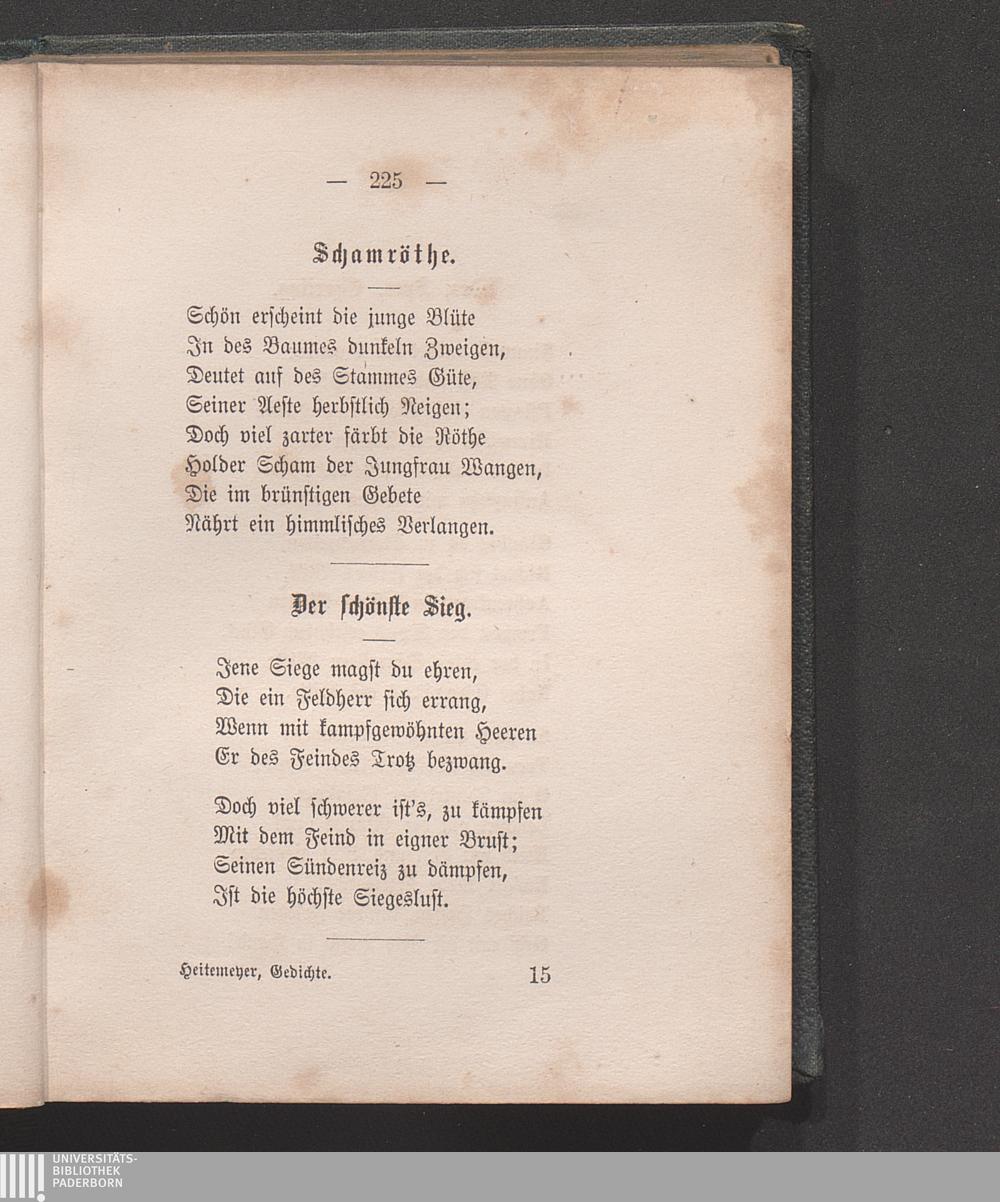 — 225 —
Schamröthe.
Schön erscheint die junge Blüte
In des Baumes dunkeln Zweigen,
Deutet auf des Stammes Güte,
Seiner Aeste herbstlich Neigen;
Doch viel zarter färbt die Röthe
Holder Scham der Jungfrau Wangen,
Die im brünstigen Gebete
Nährt ein himmlisches Verlangen.
Der schönste Sieg.
Jene Siege magst du ehren,
Die ein Feldherr sich errang,
Wenn mit kampfgewöhnten Heeren
Er des Feindes Trotz bezwang.
Doch viel schwerer ist's, zu kämpfen
Mit dem Feind in eigner Brust;
Seinen Sündenreiz zu dämpfen,
Ist die höchste Siegeslust.
Heitemeyer, Gedichte. 15
UNIVERSITÄTS-
BIBLIOTHEK
PADERBORN